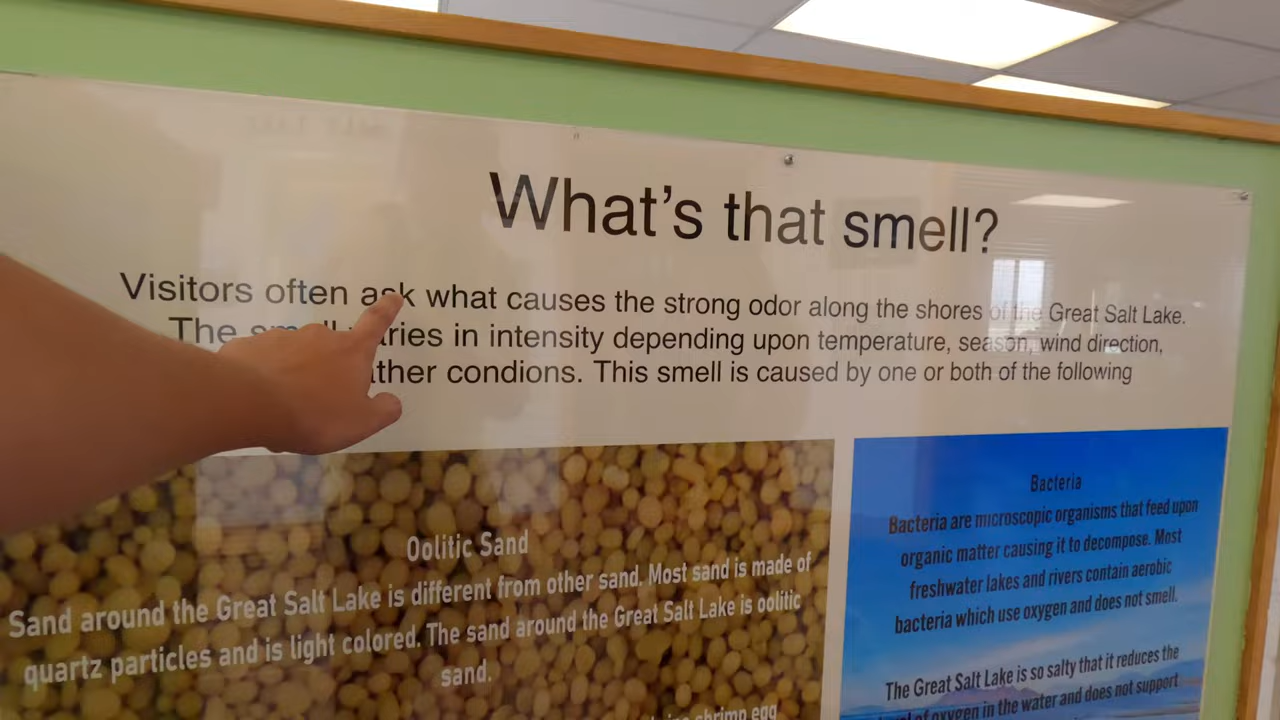 What's that smell?
Visitors often ask what causes the strong odor along the shores of the Great Salt Lake.
The smell varies in intensity depending upon temperature, season, wind direction,
condions. This smell is caused by one or both of the following
Oolitic Sand
Sand around the Great Salt Lake is different from other sand. Most sand is made of
quartz particles and is light colored. The sand around the Great Salt Lake is oolitic
sand.
shrimp egg
Bacteria
Bacteria are microscopic organisms that feed upon
organic matter causing it to decompose. Most
freshwater lakes and rivers contain aerobic
bacteria which use oxygen and does not smell.
The Great Salt Lake is so salty that it reduces the
of oxygen in the water and does not support